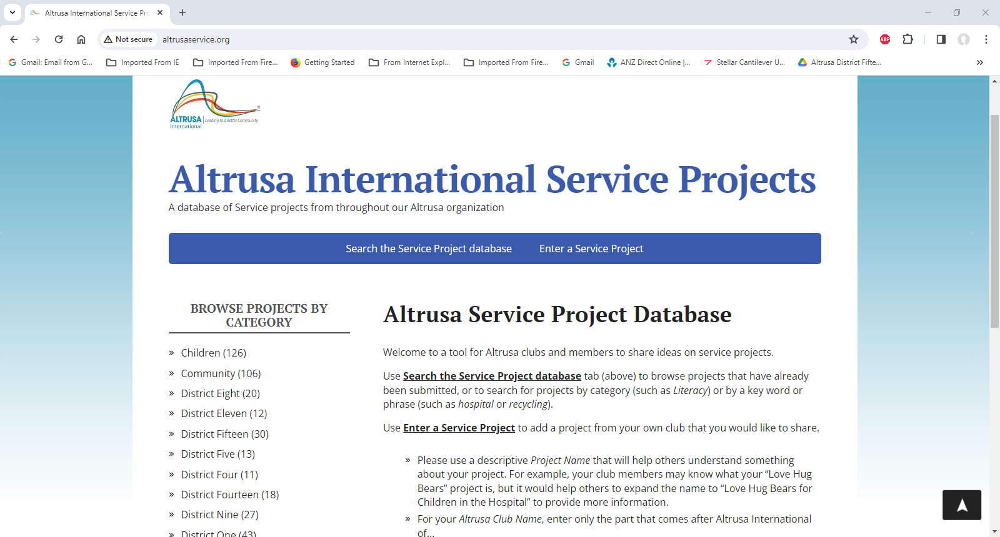 Altrusa International Service Pro
Not secure
altrusaservice.org
ABP
Gmail: Email from G...
Imported From IE
Imported From Fire...
Getting Started
From Internet Expl...
Imported From Fire...
Gmail
ANZ Direct Online |...
Stellar Cantilever U...
Altrusa District Fifte...
ALTRUSA
International
Leading to a Better Community
®
Altrusa International Service Projects
A database of Service projects from throughout our Altrusa organization
Search the Service Project database
Enter a Service Project
BROWSE PROJECTS BY
CATEGORY
» Children (126)
» Community (106)
» District Eight (20)
» District Eleven (12)
» District Fifteen (30)
» District Five (13)
» District Four (11)
» District Fourteen (18)
» District Nine (27)
» District One (43)
Altrusa Service Project Database
Welcome to a tool for Altrusa clubs and members to share ideas on service projects.
Use Search the Service Project database tab (above) to browse projects that have already
been submitted, or to search for projects by category (such as Literacy) or by a key word or
phrase (such as hospital or recycling).
Use Enter a Service Project to add a project from your own club that you would like to share.
» Please use a descriptive Project Name that will help others understand something
about your project. For example, your club members may know what your “Love Hug
Bears” project is, but it would help others to expand the name to “Love Hug Bears for
Children in the Hospital” to provide more information.
» For your Altrusa Club Name, enter only the part that comes after Altrusa International
of...